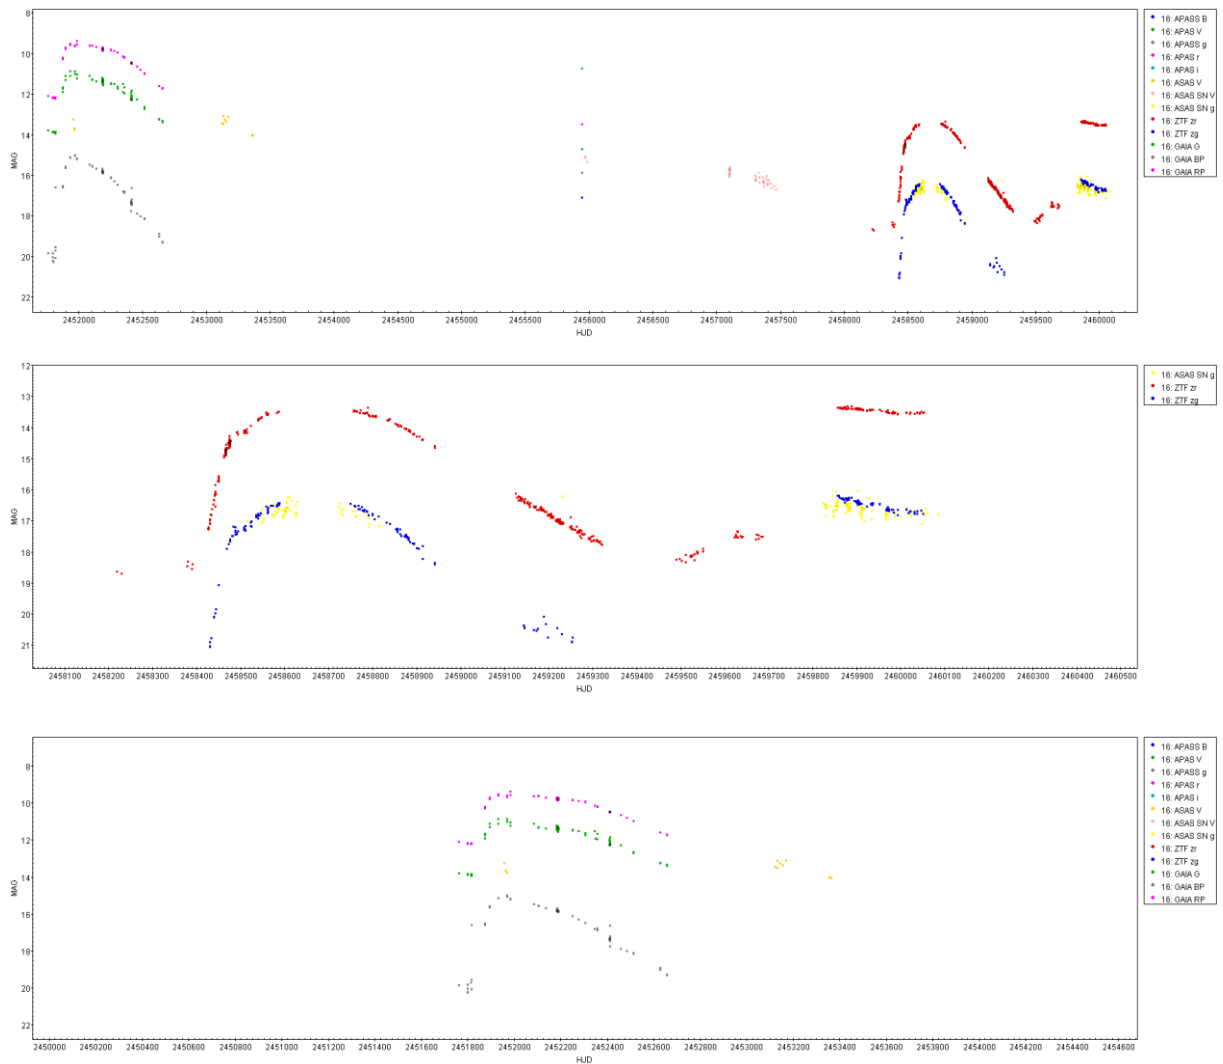 8
10
12
14
16
18
20
22
MAG
2452000 2452500 2453000 2453500 2454000 2454500 2455000 2455500 2456000 2456500 2457000 2457500 2458000 2458500 2459000 2459500 2460000
HJD
16: APASS B
16: APAS V
16: APASS g
16: APAS r
16: APAS i
16: ASAS V
16: ASAS SN V
16: ASAS SN g
16: ZTF zr
16: ZTF zg
16: GAIA G
16: GAIA BP
16: GAIA RP
12
13
14
15
16
17
18
19
20
21
MAG
2458100 2458200 2458300 2458400 2458500 2458600 2458700 2458800 2458900 2459000 2459100 2459200 2459300 2459400 2459500 2459600 2459700 2459800 2459900 2460000 2460100 2460200 2460300 2460400 2460500
HJD
16: ASAS SN g
16: ZTF zr
16: ZTF zg
8
10
12
14
16
18
20
22
MAG
2450000 2450200 2450400 2450600 2450800 2451000 2451200 2451400 2451600 2451800 2452000 2452200 2452400 2452600 2452800 2453000 2453200 2453400 2453600 2453800 2454000 2454200 2454400 2454600
HJD
16: APASS B
16: APAS V
16: APASS g
16: APAS r
16: APAS i
16: ASAS V
16: ASAS SN V
16: ASAS SN g
16: ZTF zr
16: ZTF zg
16: GAIA G
16: GAIA BP
16: GAIA RP